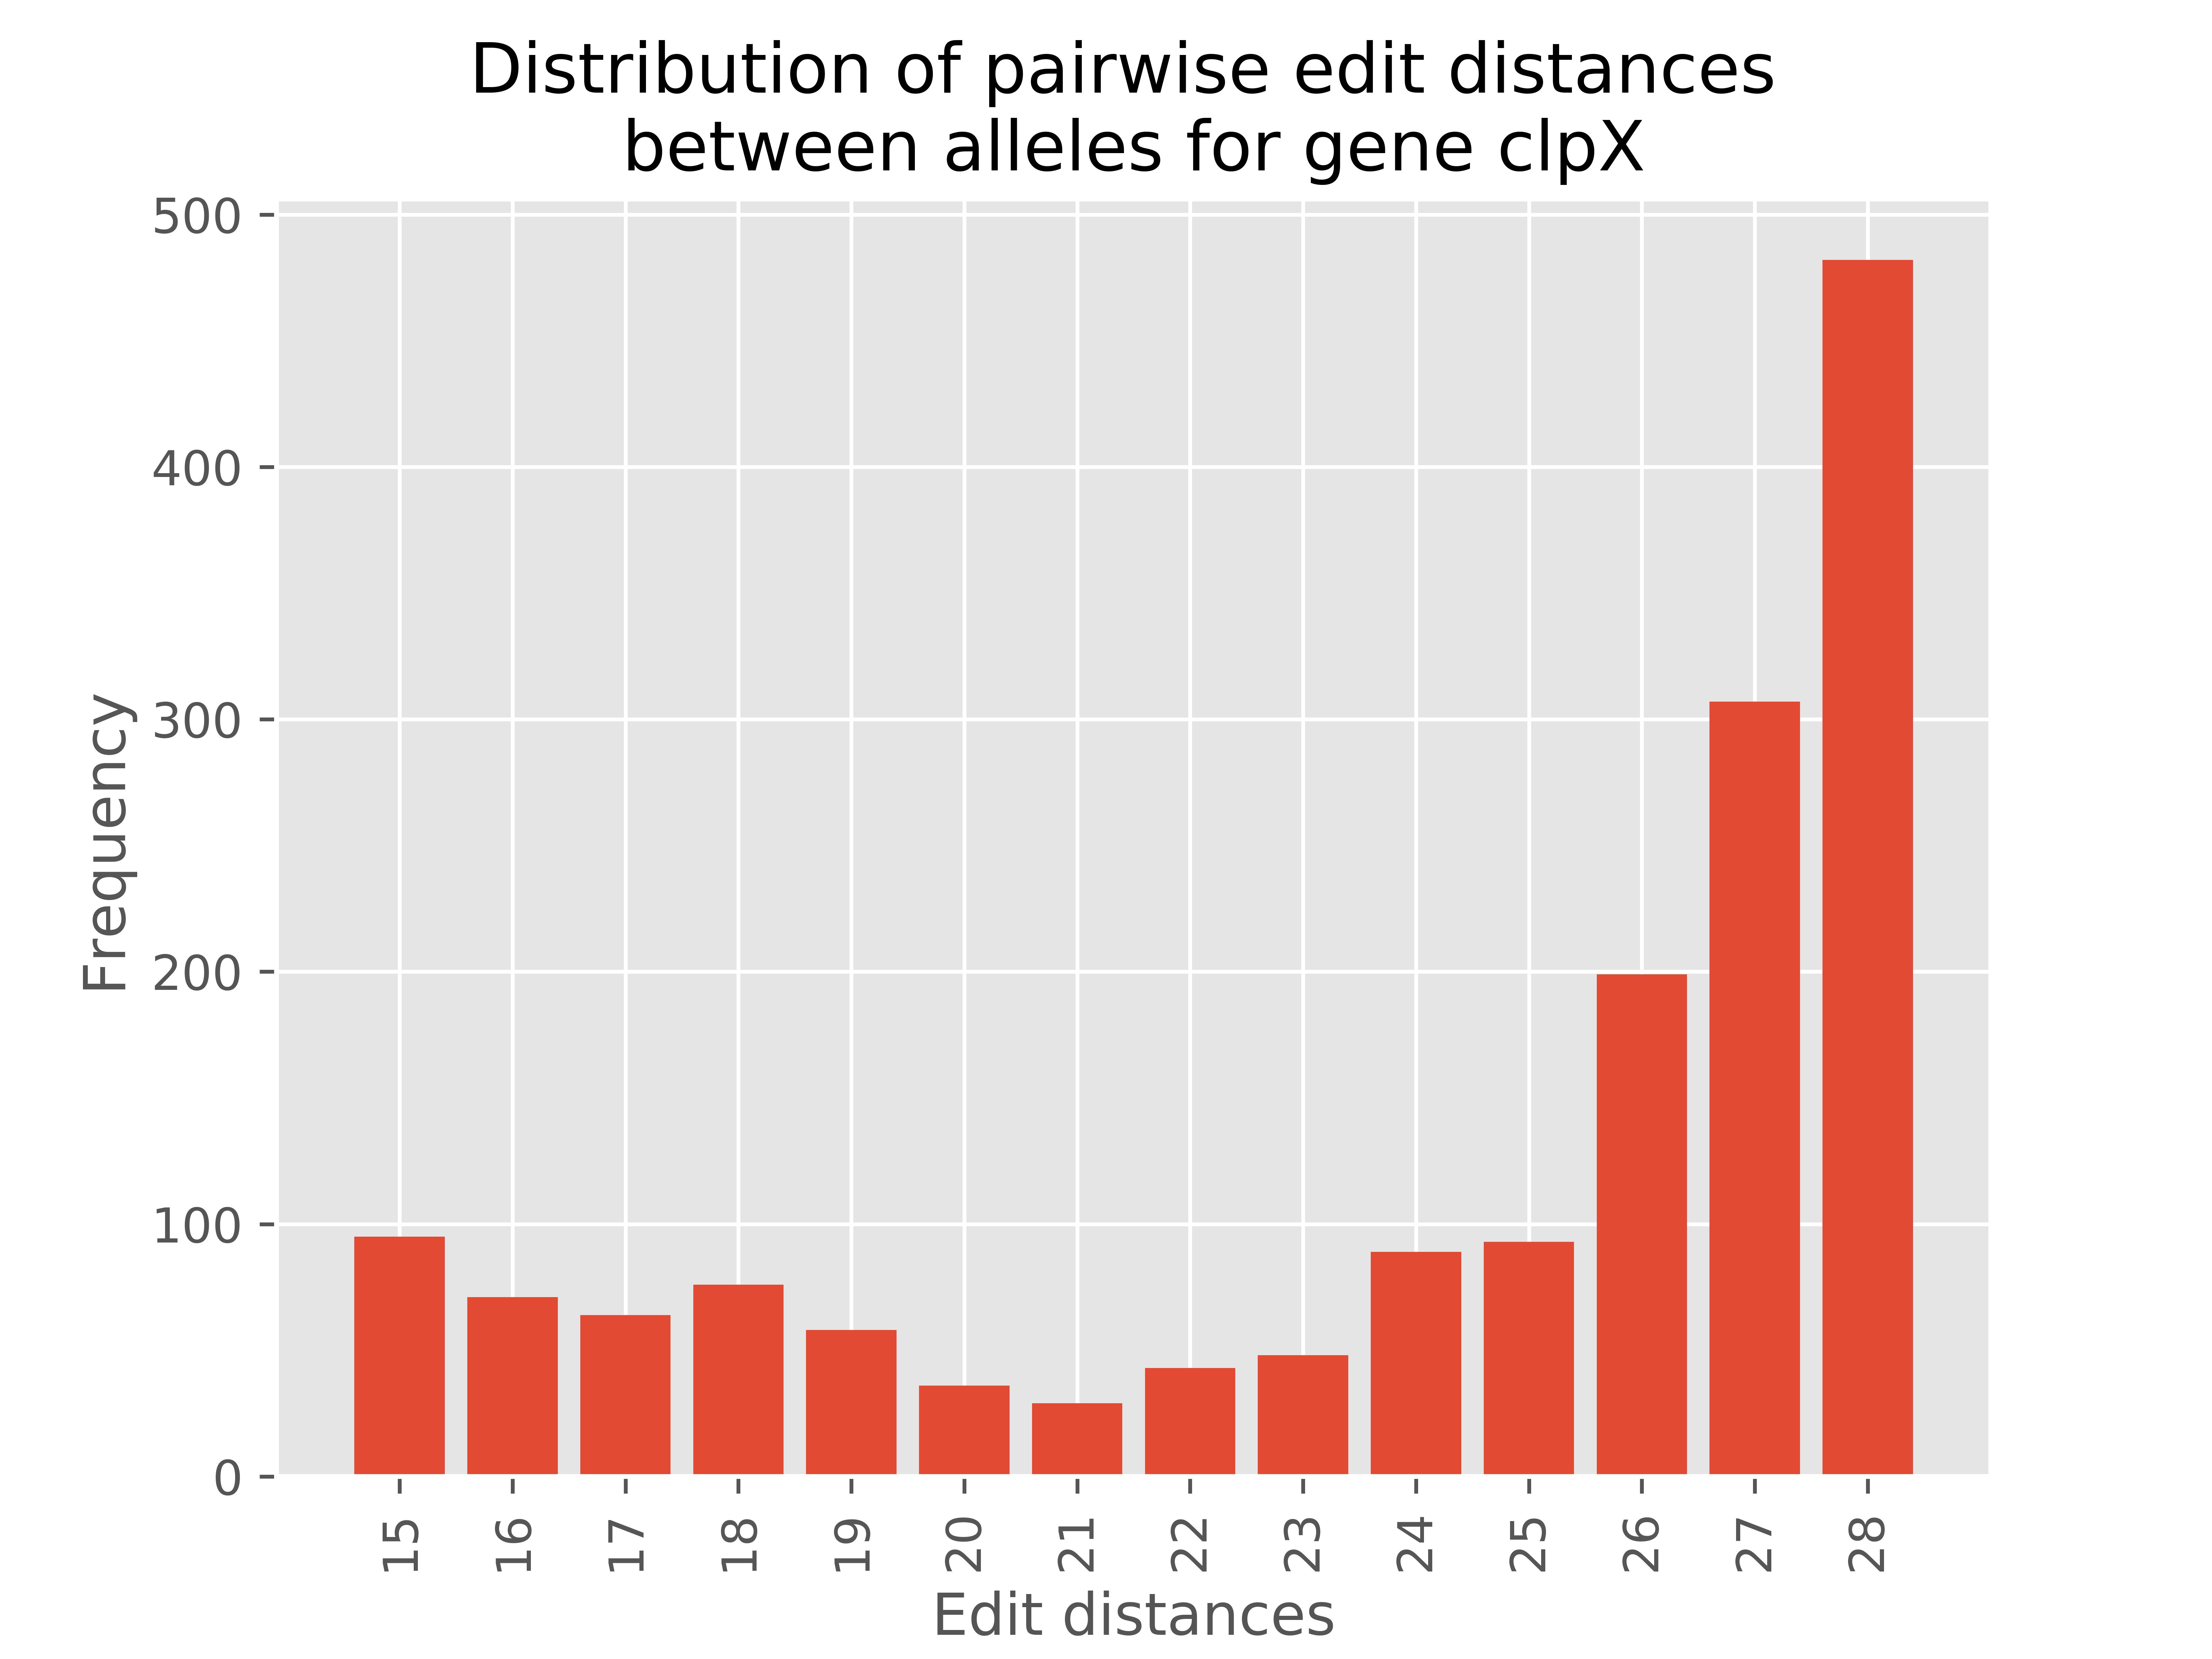 Distribution of pairwise edit distances
between alleles for gene clpX
500
400
300
200
100
0
Frequency
15 16 17 18 19 20 21 22 23 24 25 26 27 28
Edit distances